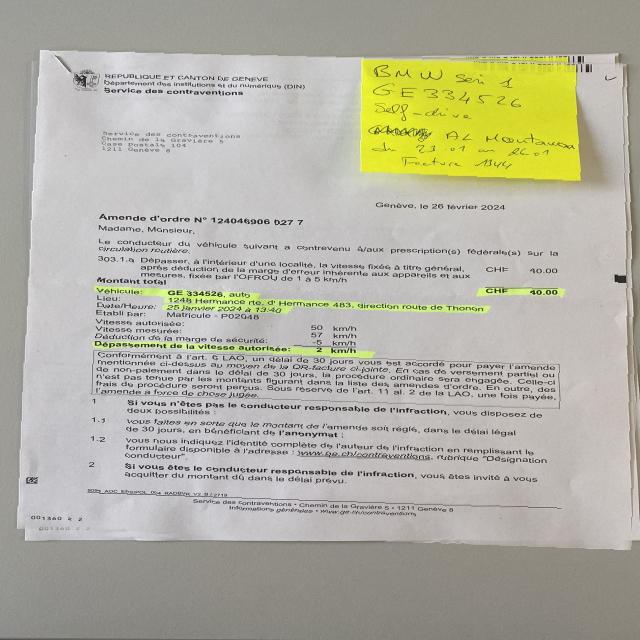 REPUBLIQUE ET CANTON DE GENEVE
Département des institutions et du numérique (DIN)
Service des contraventions
BMW Seri 1
GE334526
Self-drive
AL
du 23.01 au
Facture 1344
Service des contraventions
Chemin de la Gravière 5
Case Postale 104
1211 Genève 8
Genève, le 26 février 2024
Amende d'ordre N° 124046906 027 7
Madame, Monsieur,
Le conducteur du véhicule suivant a contrevenu à/aux prescription(s) fédérale(s) sur la
circulation routière.
303.1.a Dépasser, à l'intérieur d'une localité, la vitesse fixée à titre général, CHF 40.00
après déduction de la marge d'erreur inhérente aux appareils et aux
mesures, fixée par l'OFROU de 1 à 5 km/h
Montant total CHF 40.00
Véhicule: GE 334526, auto
Lieu: 1248 Hermance rte. d' Hermance 483, direction route de Thonon
Date/Heure: 25 janvier 2024 à 13:40
Etabli par: Matricule - P02048
Vitesse autorisée: 50 km/h
Vitesse mesurée: 57 km/h
Déduction de la marge de sécurité: -5 km/h
Dépassement de la vitesse autorisée: 2 km/h
Conformément à l'art. 6 LAO, un délai de 30 jours vous est accordé pour payer l'amende
mentionnée ci-dessus au moyen de la QR-facture ci-jointe. En cas de versement partiel ou
de non-paiement dans le délai de 30 jours, la procédure ordinaire sera engagée. Celle-ci
n'est pas tenue par les montants figurant dans la liste des amendes d'ordre. En outre, des
frais de procédure seront perçus. Sous réserve de l'art. 11 al. 2 de la LAO, une fois payée,
l'amende a force de chose jugée.
1 Si vous n'êtes pas le conducteur responsable de l'infraction, vous disposez de
deux possibilités :
1.1 vous faites en sorte que le montant de l'amende soit réglé, dans le délai légal
de 30 jours, en bénéficiant de l'anonymat ;
1.2 vous nous indiquez l'identité complète de l'auteur de l'infraction en remplissant le
formulaire disponible à l'adresse : www.ge.ch/contraventions, rubrique "Désignation
conducteur".
2 Si vous êtes le conducteur responsable de l'infraction, vous êtes invité à vous
acquitter du montant dû dans le délai prévu.
Service des contraventions • Chemin de la Gravière 5 • 1211 Genève 8
Informations générales • www.ge.ch/contraventions
001360 2 2